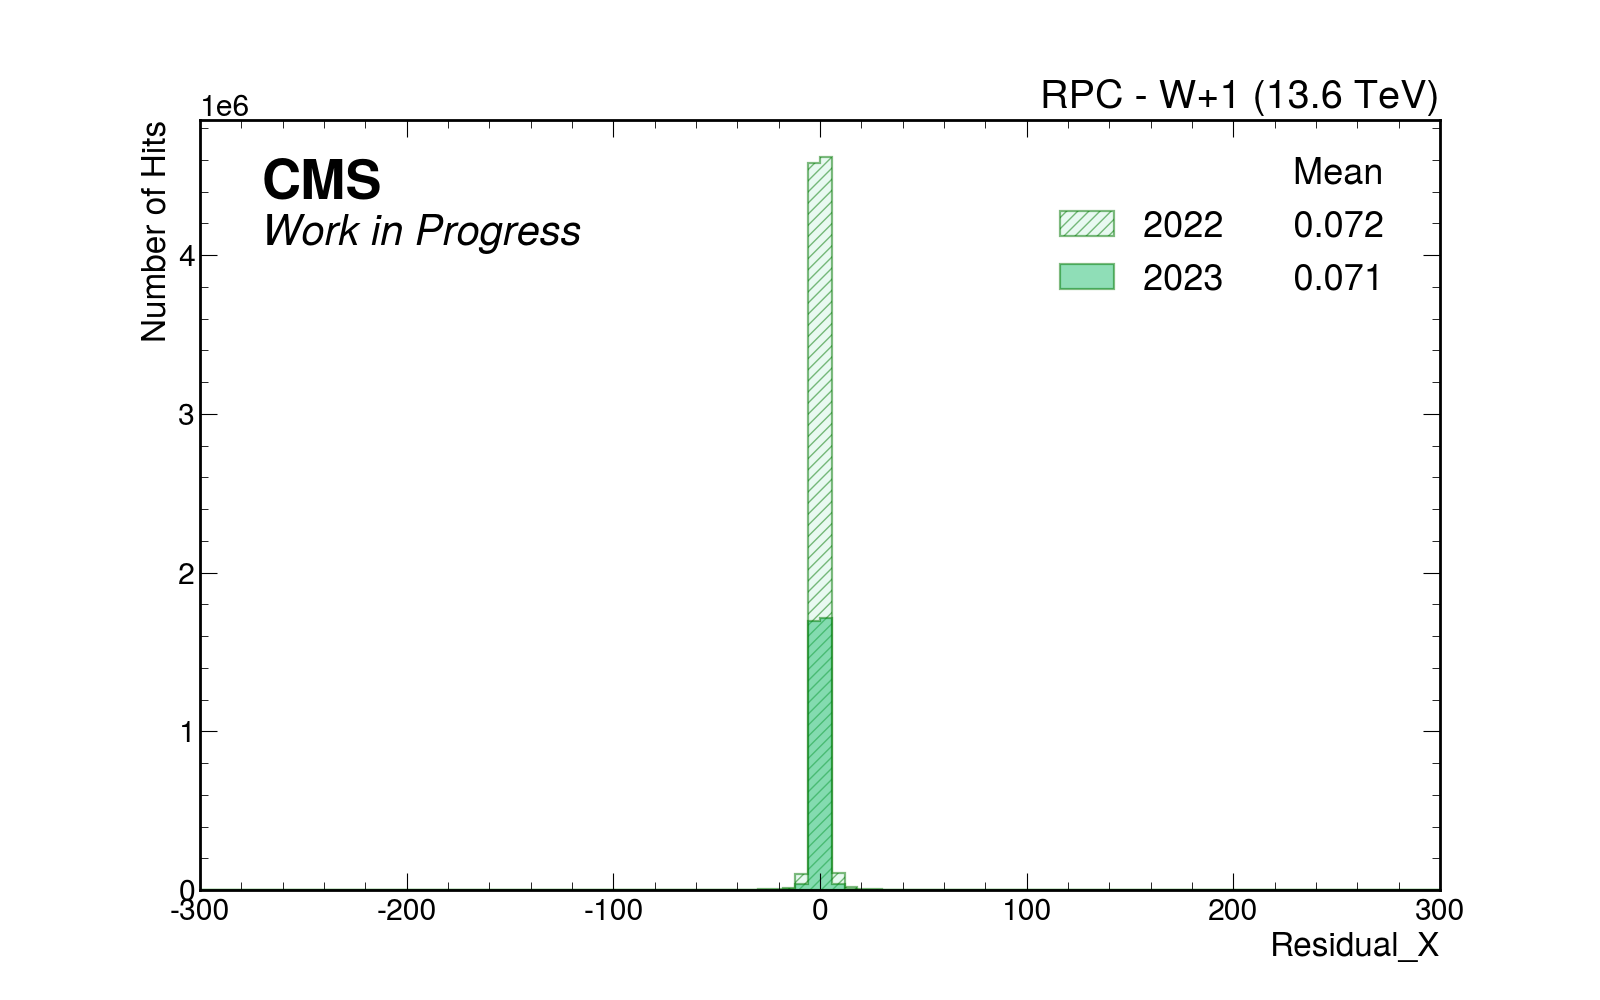 RPC - W+1 (13.6 TeV)
1e6
Number of Hits
CMS
Work in Progress
Mean
2022 0.072
2023 0.071
4
3
2
1
0
-300 -200 -100 0 100 200 300
Residual_X